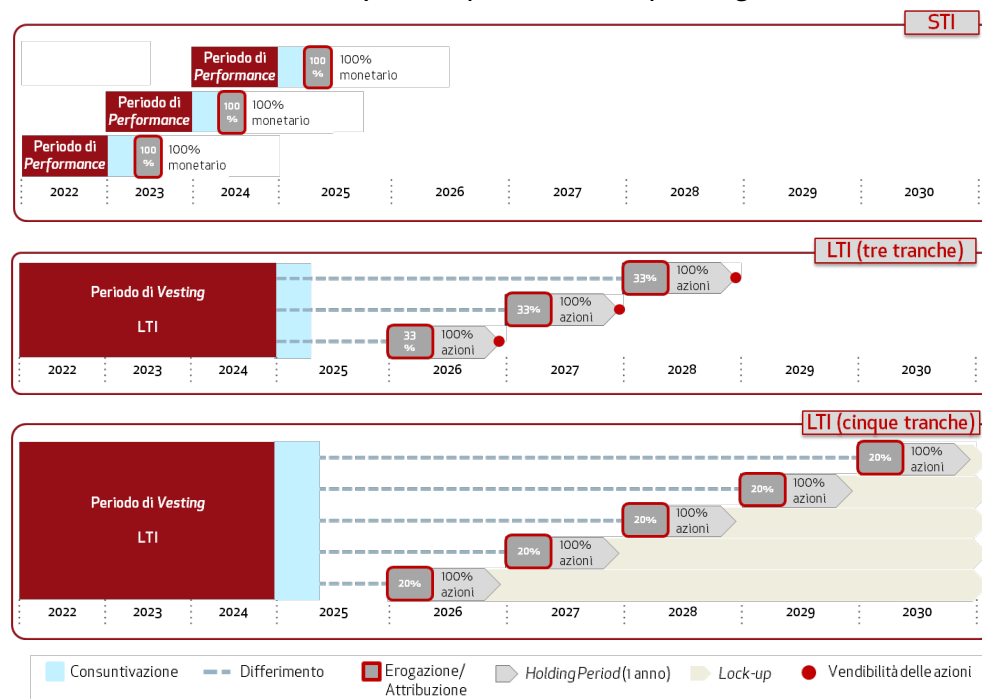 STI
Periodo di
Performance
100
%
100%
monetario
Periodo di
Performance
100
%
100%
monetario
Periodo di
Performance
100
%
100%
monetario
2022 2023 2024 2025 2026 2027 2028 2029 2030
LTI (tre tranche)
Periodo di Vesting
LTI
33%
100%
azioni
33%
100%
azioni
33
%
100%
azioni
2022 2023 2024 2025 2026 2027 2028 2029 2030
LTI (cinque tranche)
Periodo di Vesting
LTI
20%
100%
azioni
20%
100%
azioni
20%
100%
azioni
20%
100%
azioni
20%
100%
azioni
2022 2023 2024 2025 2026 2027 2028 2029 2030
Consuntivazione
Differimento
Erogazione/
Attribuzione
Holding Period (1 anno)
Lock-up
Vendibilità delle azioni